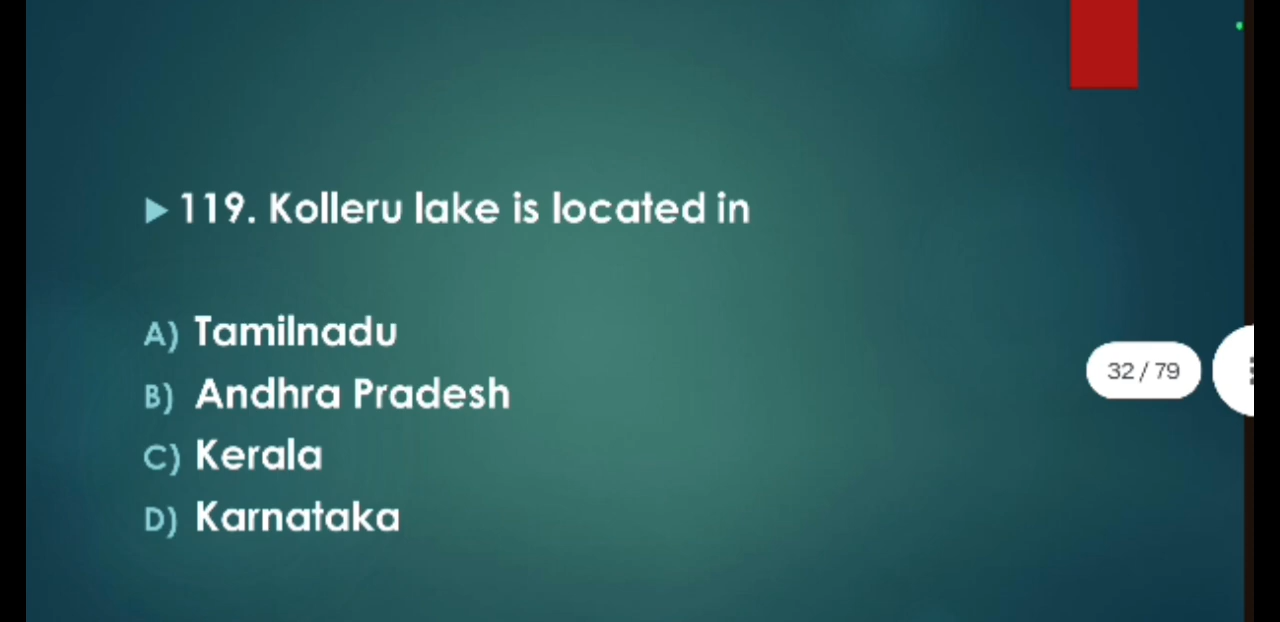 119. Kolleru lake is located in
A) Tamilnadu
B) Andhra Pradesh
32 / 79
C) Kerala
D) Karnataka